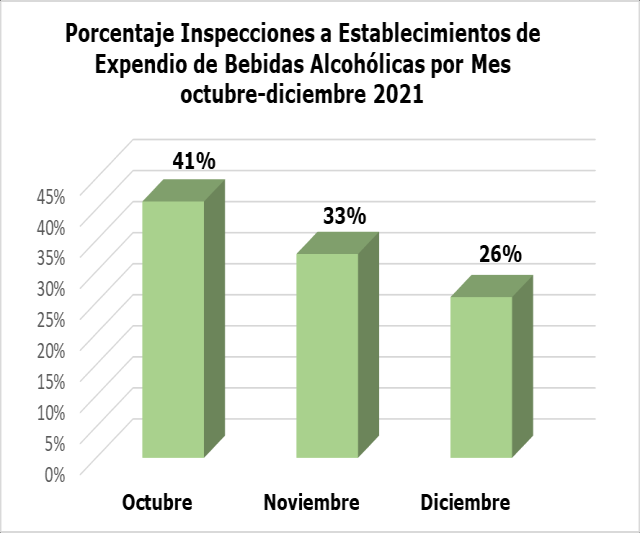 Porcentaje Inspecciones a Establecimientos de
Expendio de Bebidas Alcohólicas por Mes
octubre-diciembre 2021
41%
33%
26%
45%
40%
35%
30%
25%
20%
15%
10%
5%
0%
Octubre
Noviembre
Diciembre